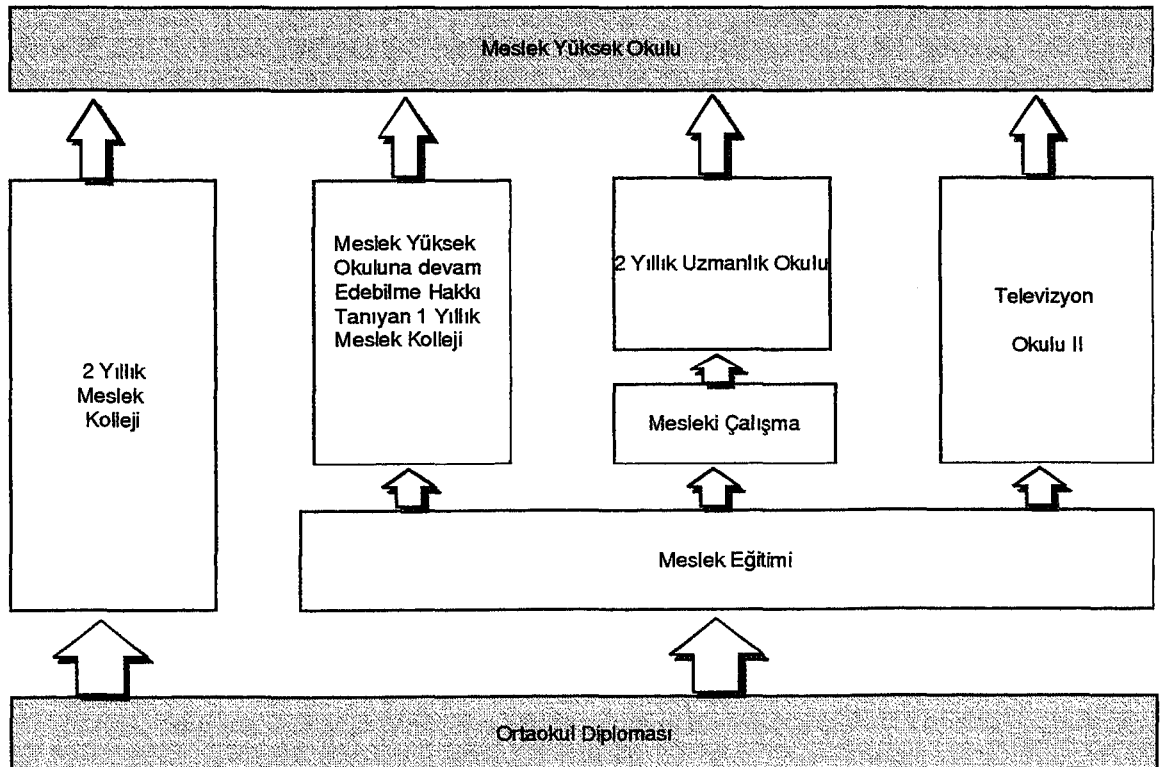 Meslek Yüksek Okulu
Meslek Yüksek
Okuluna devam
Edebilme Hakkı
Tanıyan 1 Yıllık
Meslek Kolleji
2 Yıllık Uzmanlık Okulu
Televizyon
Okulu II
2 Yıllık
Meslek
Kolleji
Mesleki Çalışma
Meslek Eğitimi
Ortaokul Diploması